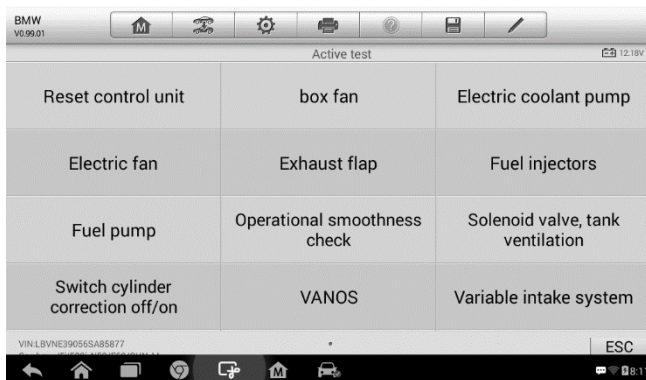 BMW
V0.99.01
Active test
12.18V
Reset control unit
box fan
Electric coolant pump
Electric fan
Exhaust flap
Fuel injectors
Fuel pump
Operational smoothness
check
Solenoid valve, tank
ventilation
Switch cylinder
correction off/on
VANOS
Variable intake system
VIN:LBVNE39056SA85877
ESC
8:1